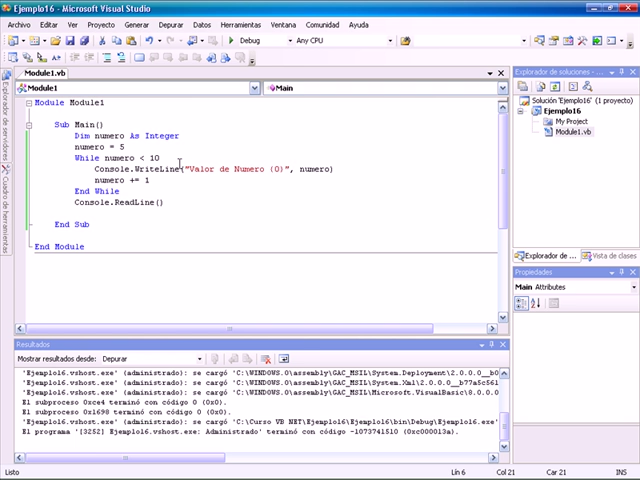 Ejemplo16 - Microsoft Visual Studio
Archivo Editar Ver Proyecto Generar Depurar Datos Herramientas Ventana Comunidad Ayuda
Debug Any CPU
Module1.vb
Module1 Main
Module Module1
Sub Main()
Dim numero As Integer
numero = 5
While numero < 10
Console.WriteLine("Valor de Numero {0}", numero)
numero += 1
End While
Console.ReadLine()
End Sub
End Module
Explorador de servidores
Cuadro de herramientas
Explorador de soluciones
Solución 'Ejemplo16' (1 proyecto)
Ejemplo16
My Project
Module1.vb
Explorador de ... Vista de clases
Propiedades
Main Attributes
Resultados
Mostrar resultados desde: Depurar
'Ejemplo16.vshost.exe' (administrado): se cargó 'C:\WINDOWS.0\assembly\GAC_MSIL\System.Deployment\2.0.0.0__b0
'Ejemplo16.vshost.exe' (administrado): se cargó 'C:\WINDOWS.0\assembly\GAC_MSIL\System.Xml\2.0.0.0__b77a5c561
'Ejemplo16.vshost.exe' (administrado): se cargó 'C:\WINDOWS.0\assembly\GAC_MSIL\Microsoft.VisualBasic\8.0.0.0
El subproceso 0xce4 terminó con código 0 (0x0).
El subproceso 0x1698 terminó con código 0 (0x0).
'Ejemplo16.vshost.exe' (administrado): se cargó 'C:\Curso VB NET\Ejemplo16\Ejemplo16\bin\Debug\Ejemplo16.exe'
El programa '[3252] Ejemplo16.vshost.exe: Administrado' terminó con código -1073741510 (0xc000013a).
Listo Lín 6 Col 21 Car 21 INS